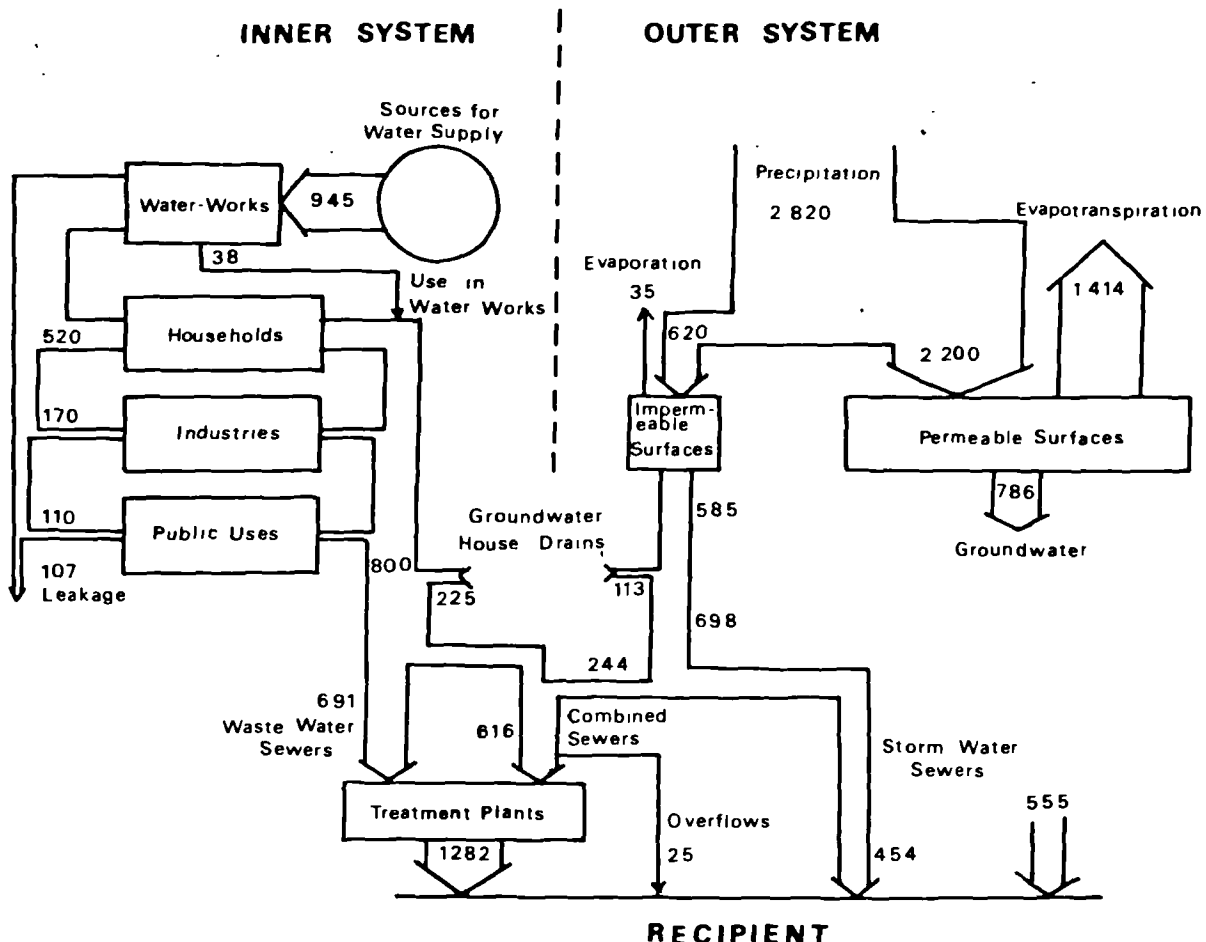 INNER SYSTEM
OUTER SYSTEM
Sources for
Water Supply
Water-Works
945
38
Use in
Water Works
Households
520
170
Industries
110
Public Uses
107
Leakage
800
Precipitation
2 820
Evapotranspiration
1 414
Evaporation
35
620
2 200
Imperm-
eable
Surfaces
Permeable Surfaces
786
Groundwater
585
Groundwater
House Drains
225
113
698
244
691
Waste Water
Sewers
616
Combined
Sewers
Storm Water
Sewers
Treatment Plants
Overflows
25
1282
454
555
RECIPIENT